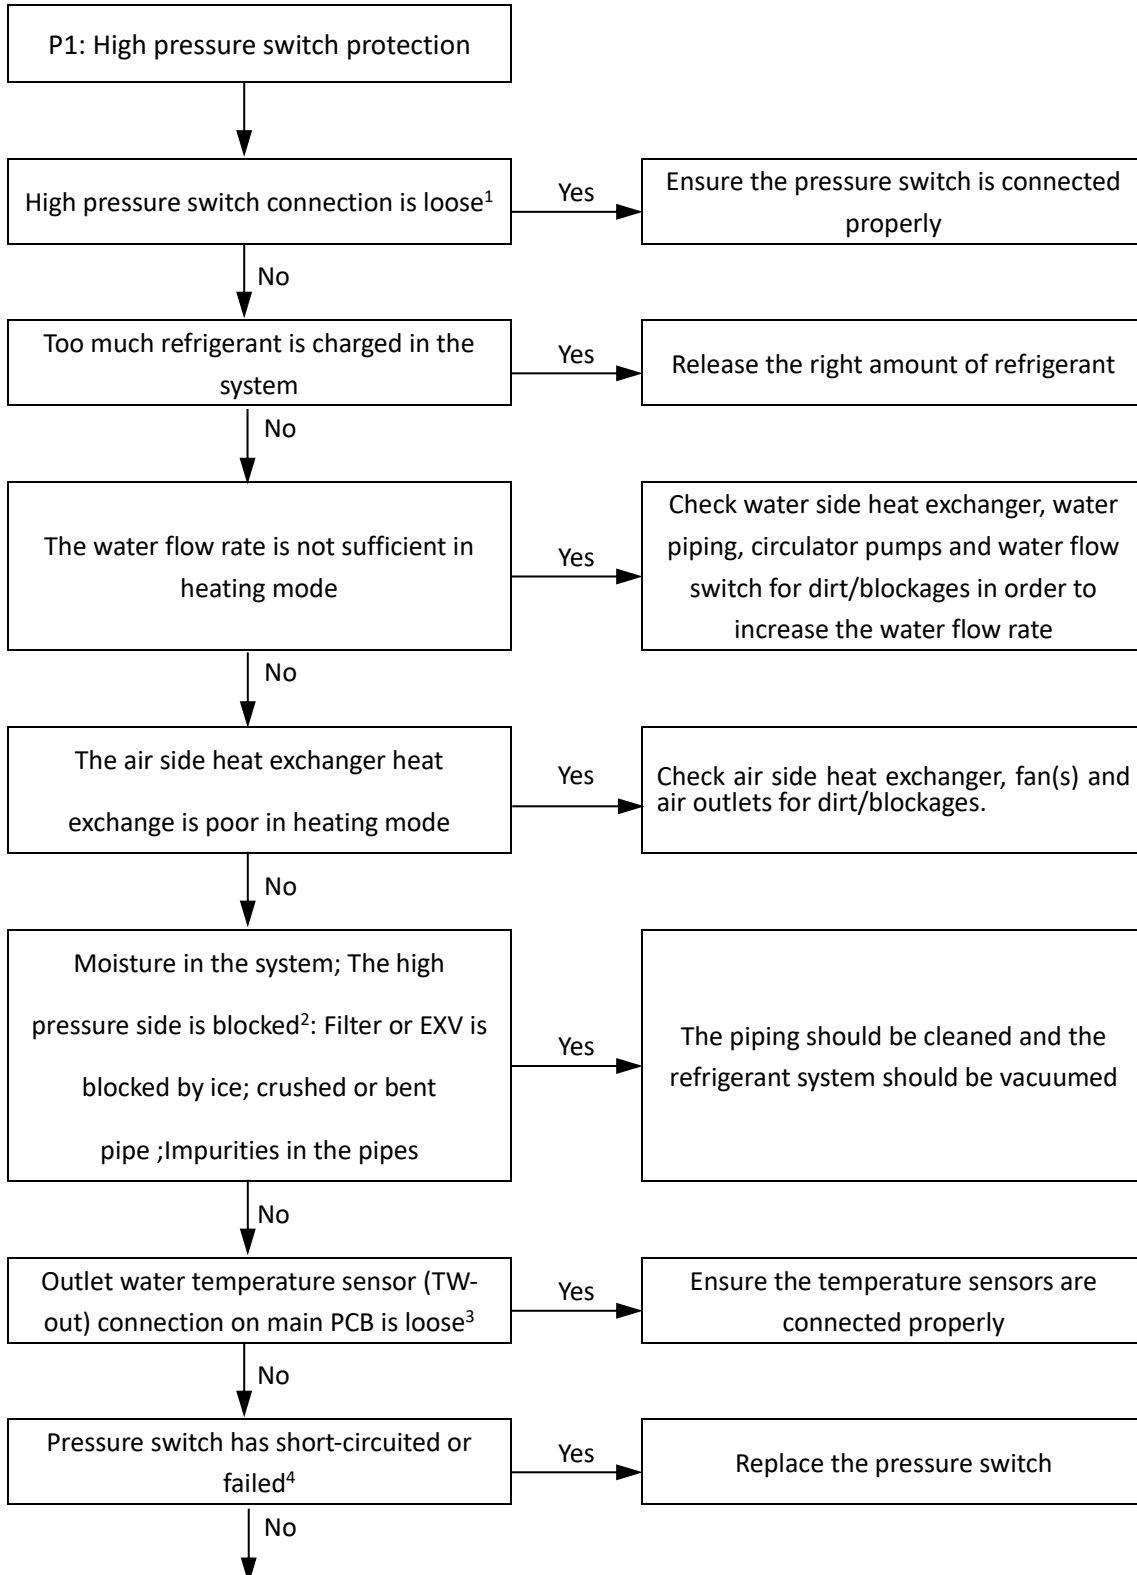 P1: High pressure switch protection
High pressure switch connection is loose¹
Yes
Ensure the pressure switch is connected
properly
No
Too much refrigerant is charged in the
system
Yes
Release the right amount of refrigerant
No
The water flow rate is not sufficient in
heating mode
Yes
Check water side heat exchanger, water
piping, circulator pumps and water flow
switch for dirt/blockages in order to
increase the water flow rate
No
The air side heat exchanger heat
exchange is poor in heating mode
Yes
Check air side heat exchanger, fan(s) and
air outlets for dirt/blockages.
No
Moisture in the system; The high
pressure side is blocked²: Filter or EXV is
blocked by ice; crushed or bent
pipe ;Impurities in the pipes
Yes
The piping should be cleaned and the
refrigerant system should be vacuumed
No
Outlet water temperature sensor (TW-
out) connection on main PCB is loose³
Yes
Ensure the temperature sensors are
connected properly
No
Pressure switch has short-circuited or
failed⁴
Yes
Replace the pressure switch
No